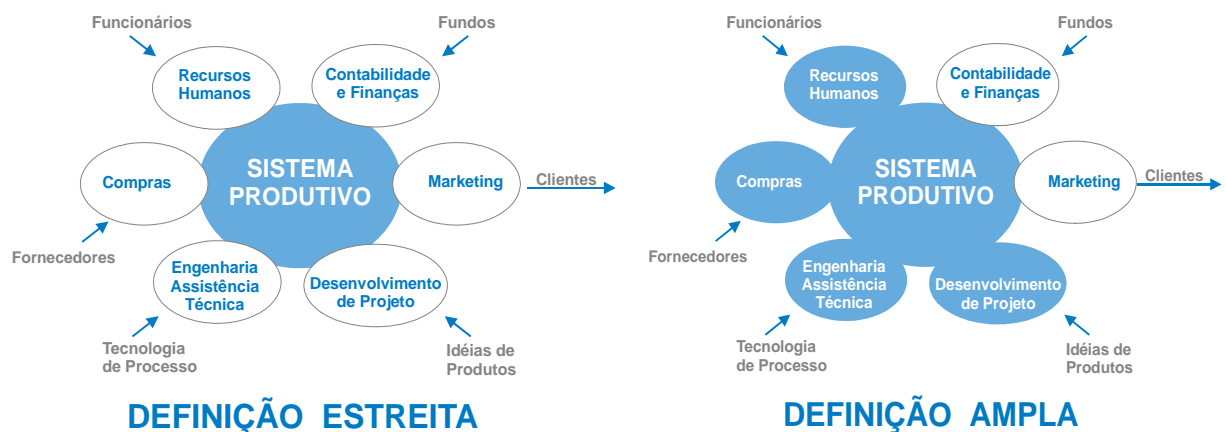 Funcionários
Fundos
Recursos
Humanos
Contabilidade
e Finanças
SISTEMA
PRODUTIVO
Compras
Marketing
Clientes
Fornecedores
Engenharia
Assistência
Técnica
Desenvolvimento
de Projeto
Tecnologia
de Processo
Idéias de
Produtos
DEFINIÇÃO ESTREITA
Funcionários
Fundos
Recursos
Humanos
Contabilidade
e Finanças
SISTEMA
PRODUTIVO
Compras
Marketing
Clientes
Fornecedores
Engenharia
Assistência
Técnica
Desenvolvimento
de Projeto
Tecnologia
de Processo
Idéias de
Produtos
DEFINIÇÃO AMPLA